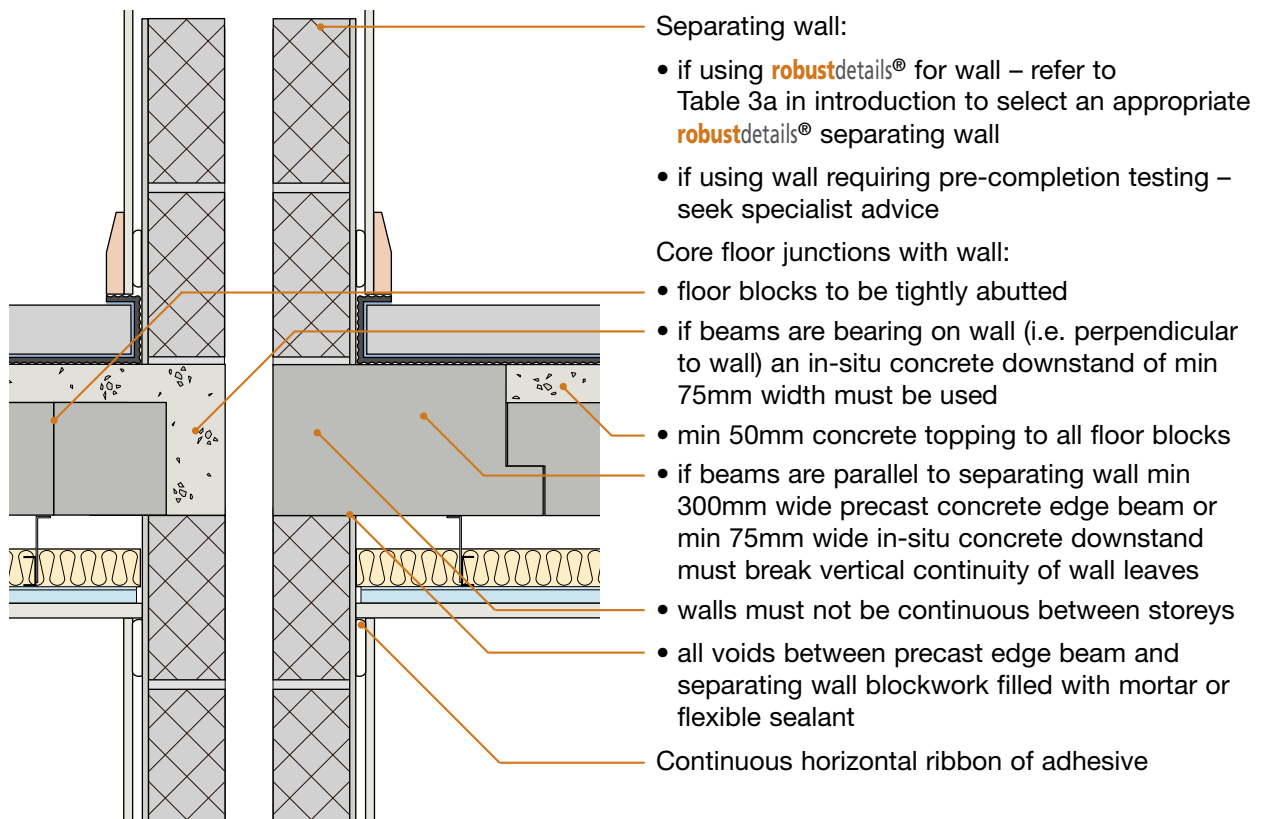 Separating wall:
• if using robustdetails® for wall – refer to
Table 3a in introduction to select an appropriate
robustdetails® separating wall
• if using wall requiring pre-completion testing –
seek specialist advice
Core floor junctions with wall:
• floor blocks to be tightly abutted
• if beams are bearing on wall (i.e. perpendicular
to wall) an in-situ concrete downstand of min
75mm width must be used
• min 50mm concrete topping to all floor blocks
• if beams are parallel to separating wall min
300mm wide precast concrete edge beam or
min 75mm wide in-situ concrete downstand
must break vertical continuity of wall leaves
• walls must not be continuous between storeys
• all voids between precast edge beam and
separating wall blockwork filled with mortar or
flexible sealant
Continuous horizontal ribbon of adhesive